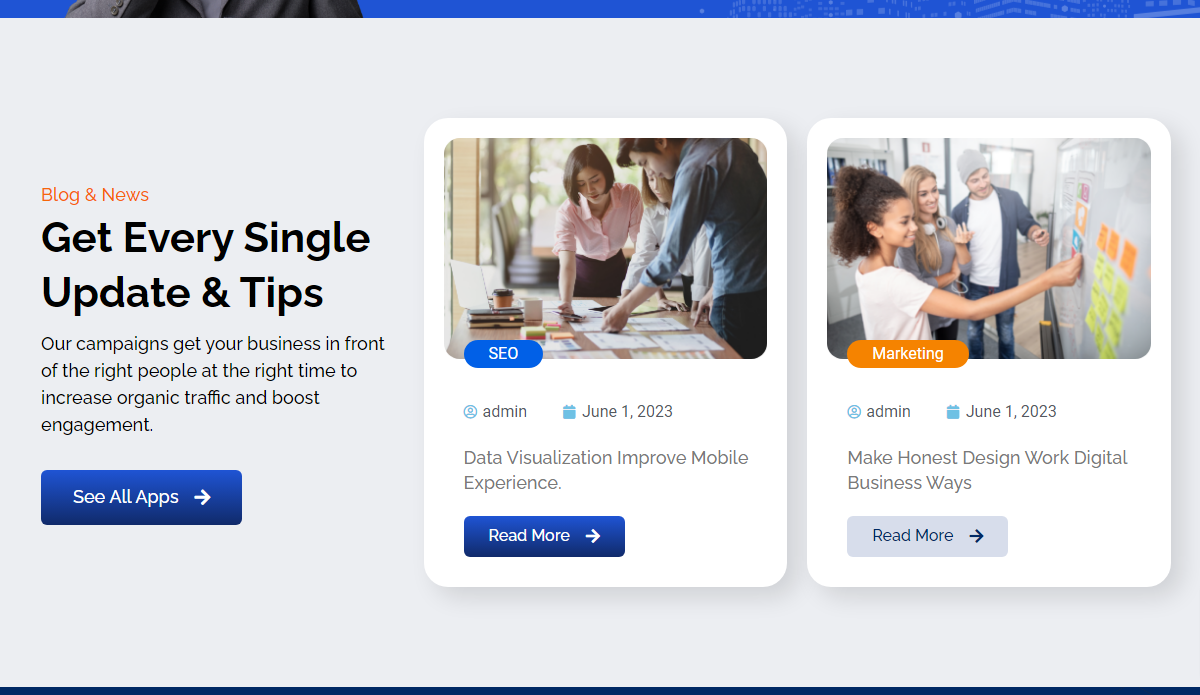 Blog & News
Get Every Single
Update & Tips
Our campaigns get your business in front
of the right people at the right time to
increase organic traffic and boost
engagement.
See All Apps
SEO
admin
June 1, 2023
Data Visualization Improve Mobile
Experience.
Read More
Marketing
admin
June 1, 2023
Make Honest Design Work Digital
Business Ways
Read More